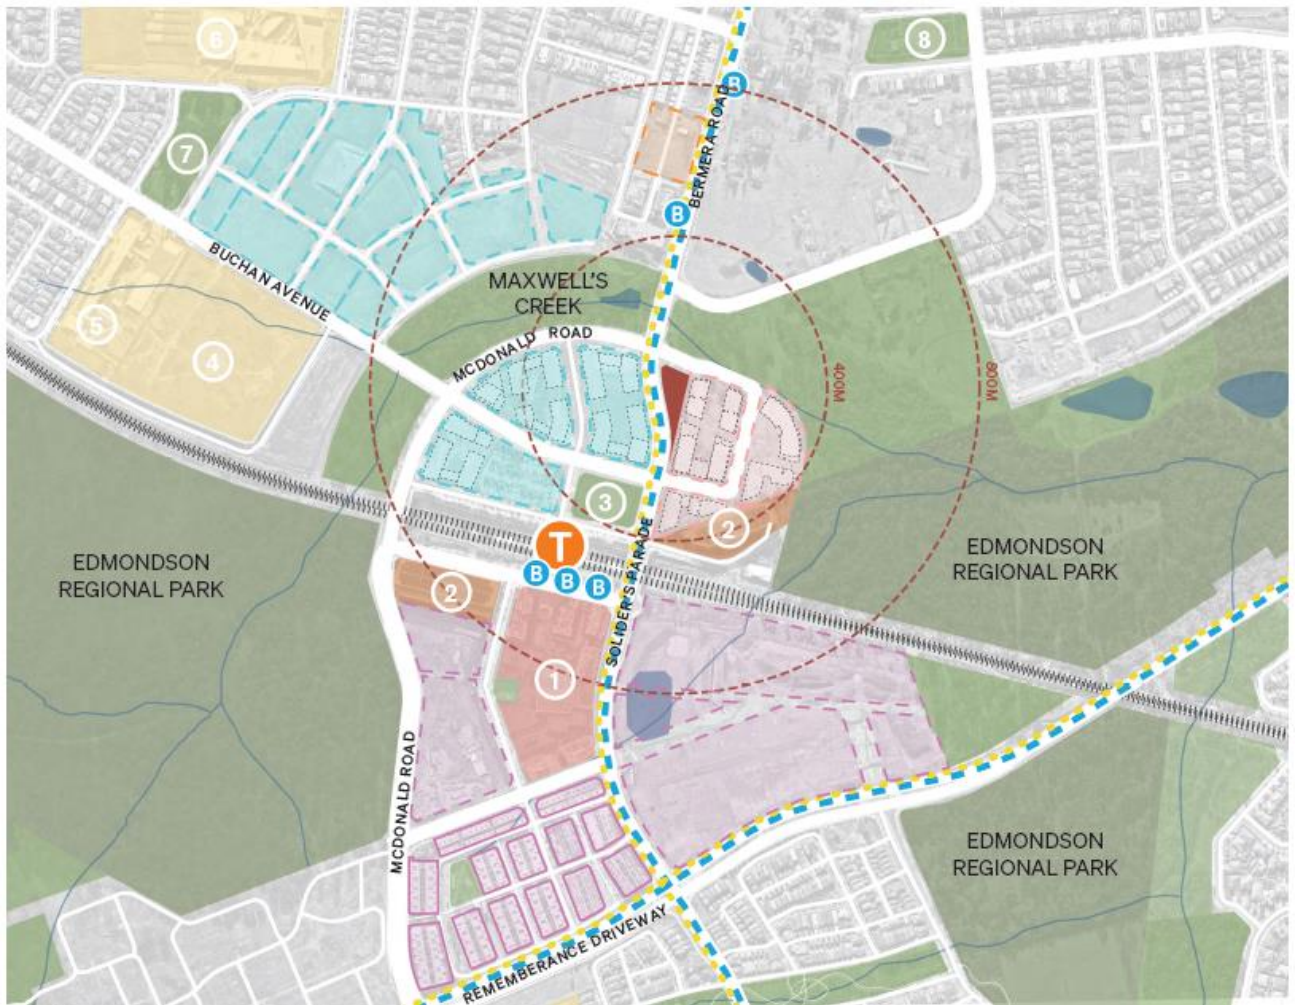 6
8
B
BERMERA ROAD
7
B
BUCHAN AVENUE
MAXWELL'S
CREEK
5
4
MCDONALD ROAD
400M
800M
3
2
T
EDMONDSON
REGIONAL PARK
EDMONDSON
REGIONAL PARK
B
B
B
2
SOLIDER'S PARADE
1
MCDONALD ROAD
EDMONDSON
REGIONAL PARK
REMEMBERANCE DRIVEWAY